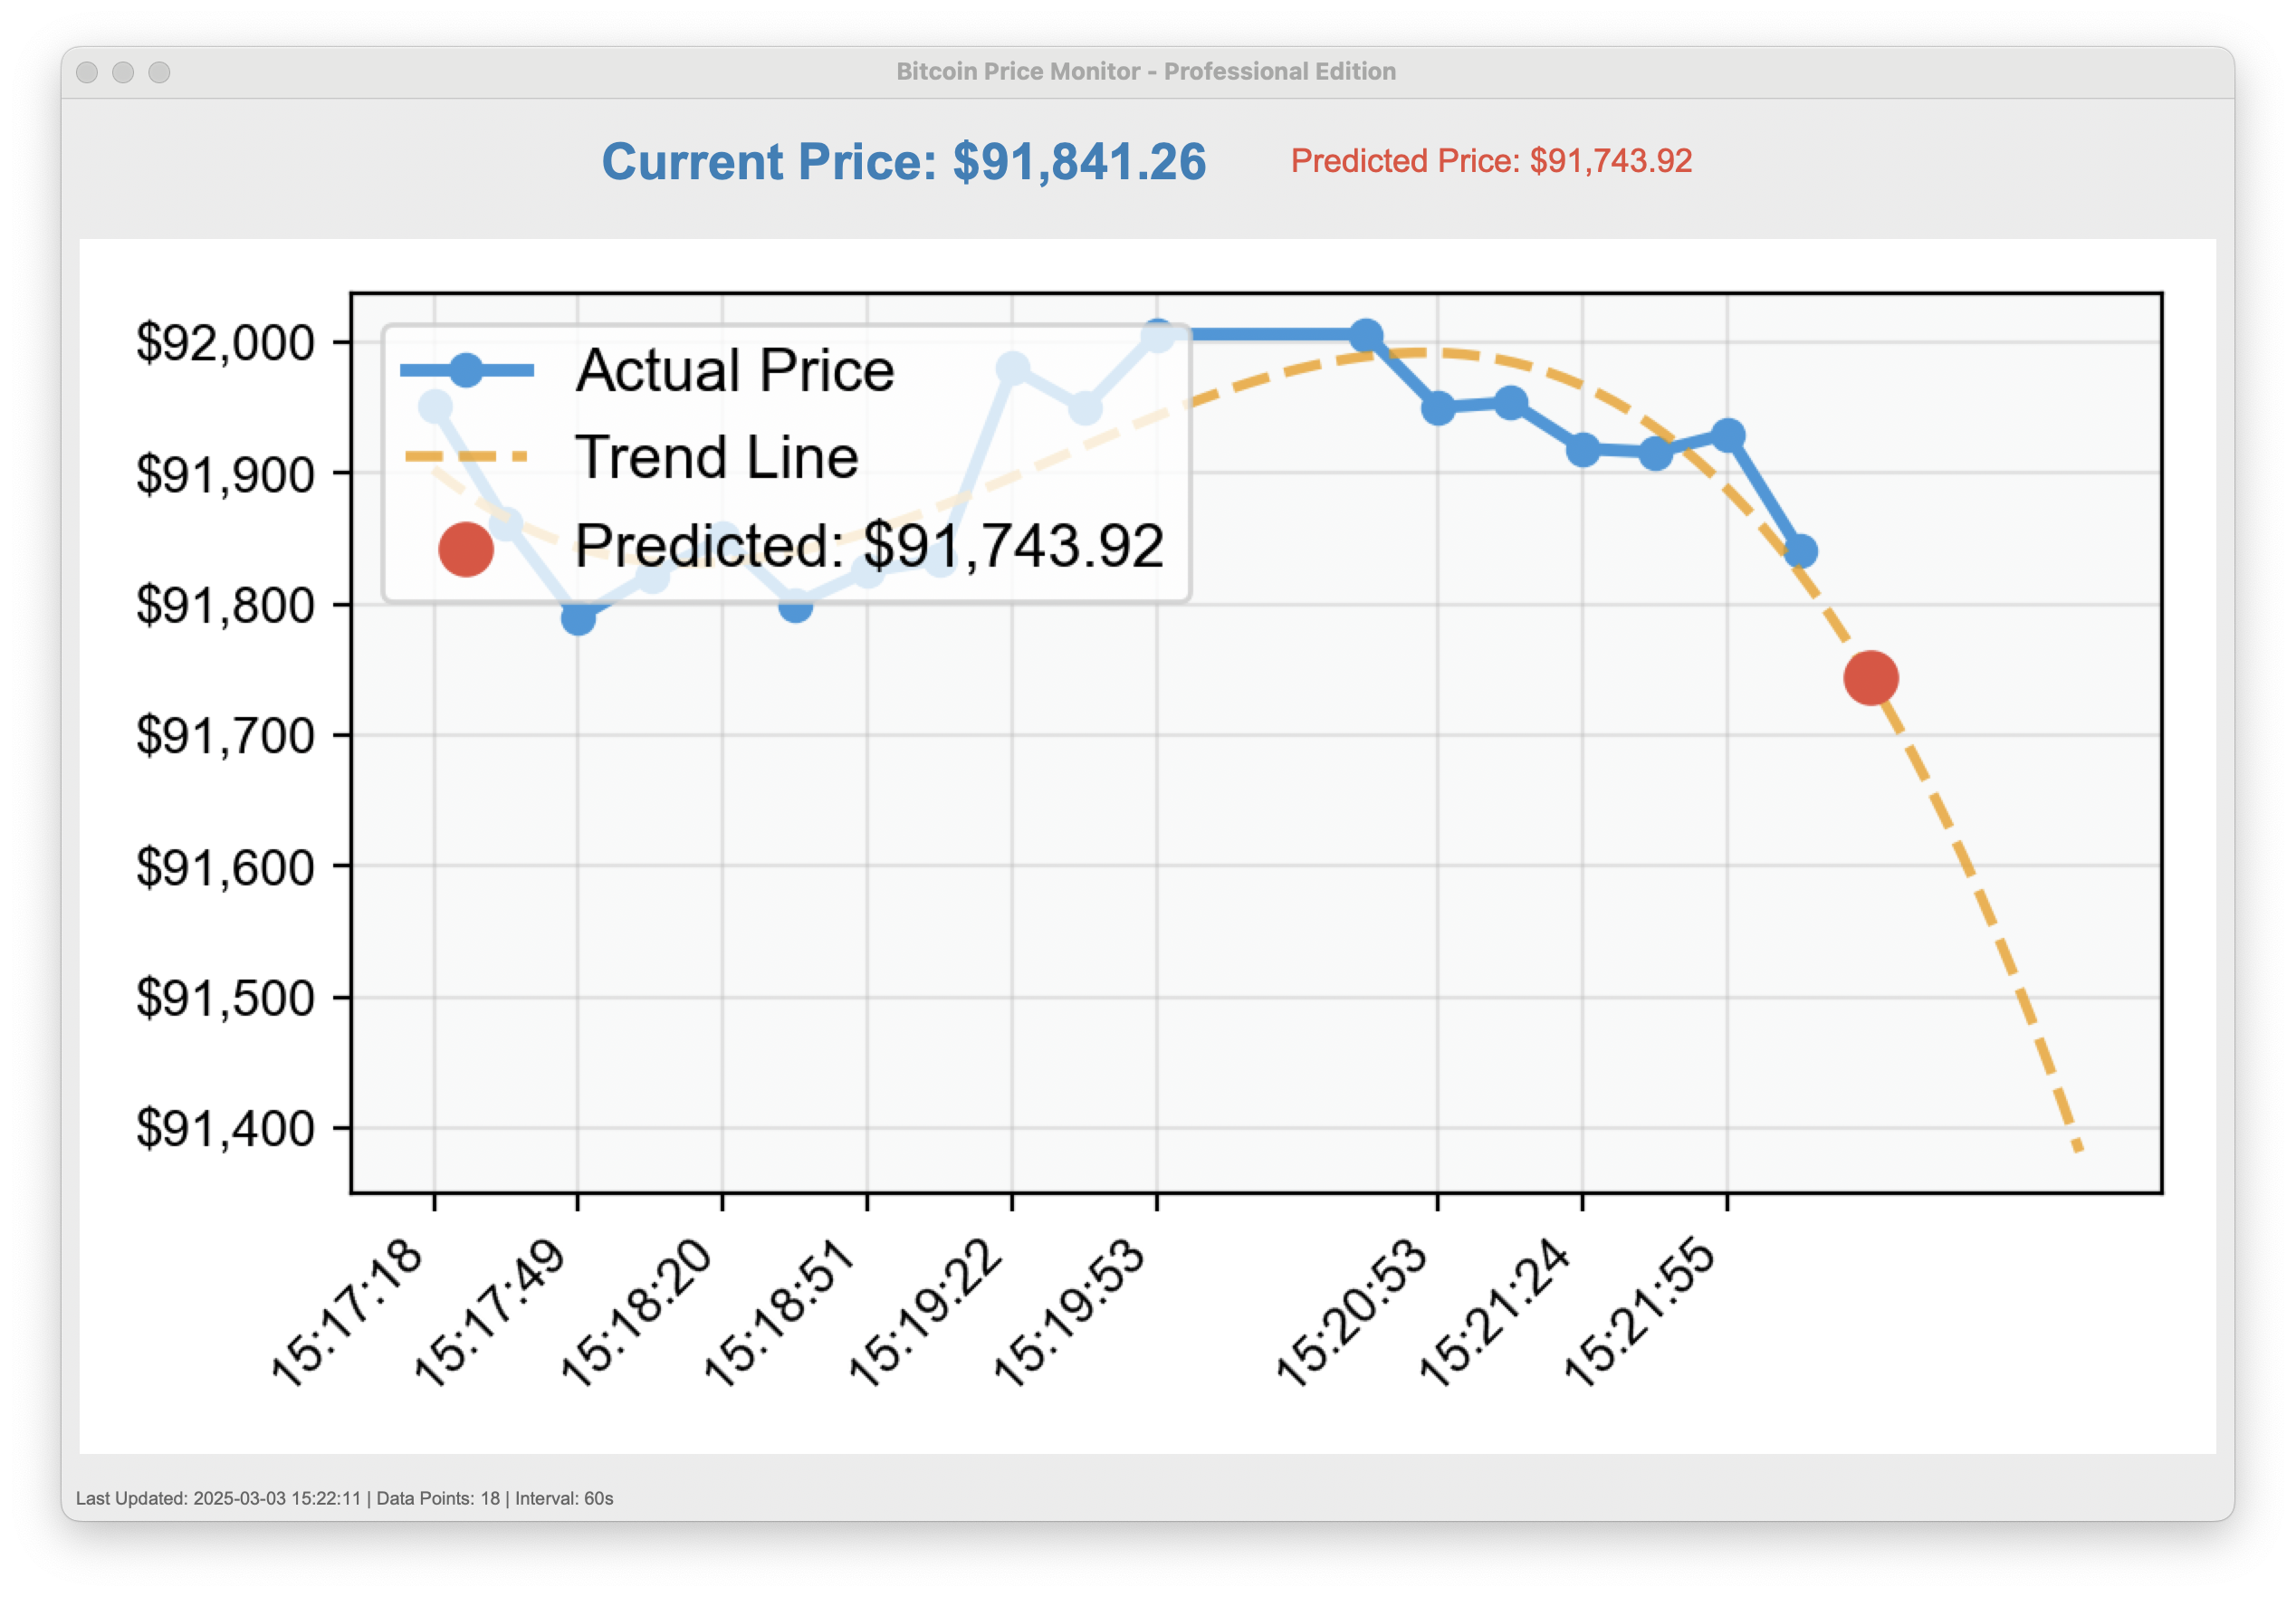 Bitcoin Price Monitor - Professional Edition
Current Price: $91,841.26
Predicted Price: $91,743.92
Actual Price
Trend Line
Predicted: $91,743.92
$92,000
$91,900
$91,800
$91,700
$91,600
$91,500
$91,400
15:17:18
15:17:49
15:18:20
15:18:51
15:19:22
15:19:53
15:20:53
15:21:24
15:21:55
Last Updated: 2025-03-03 15:22:11 | Data Points: 18 | Interval: 60s